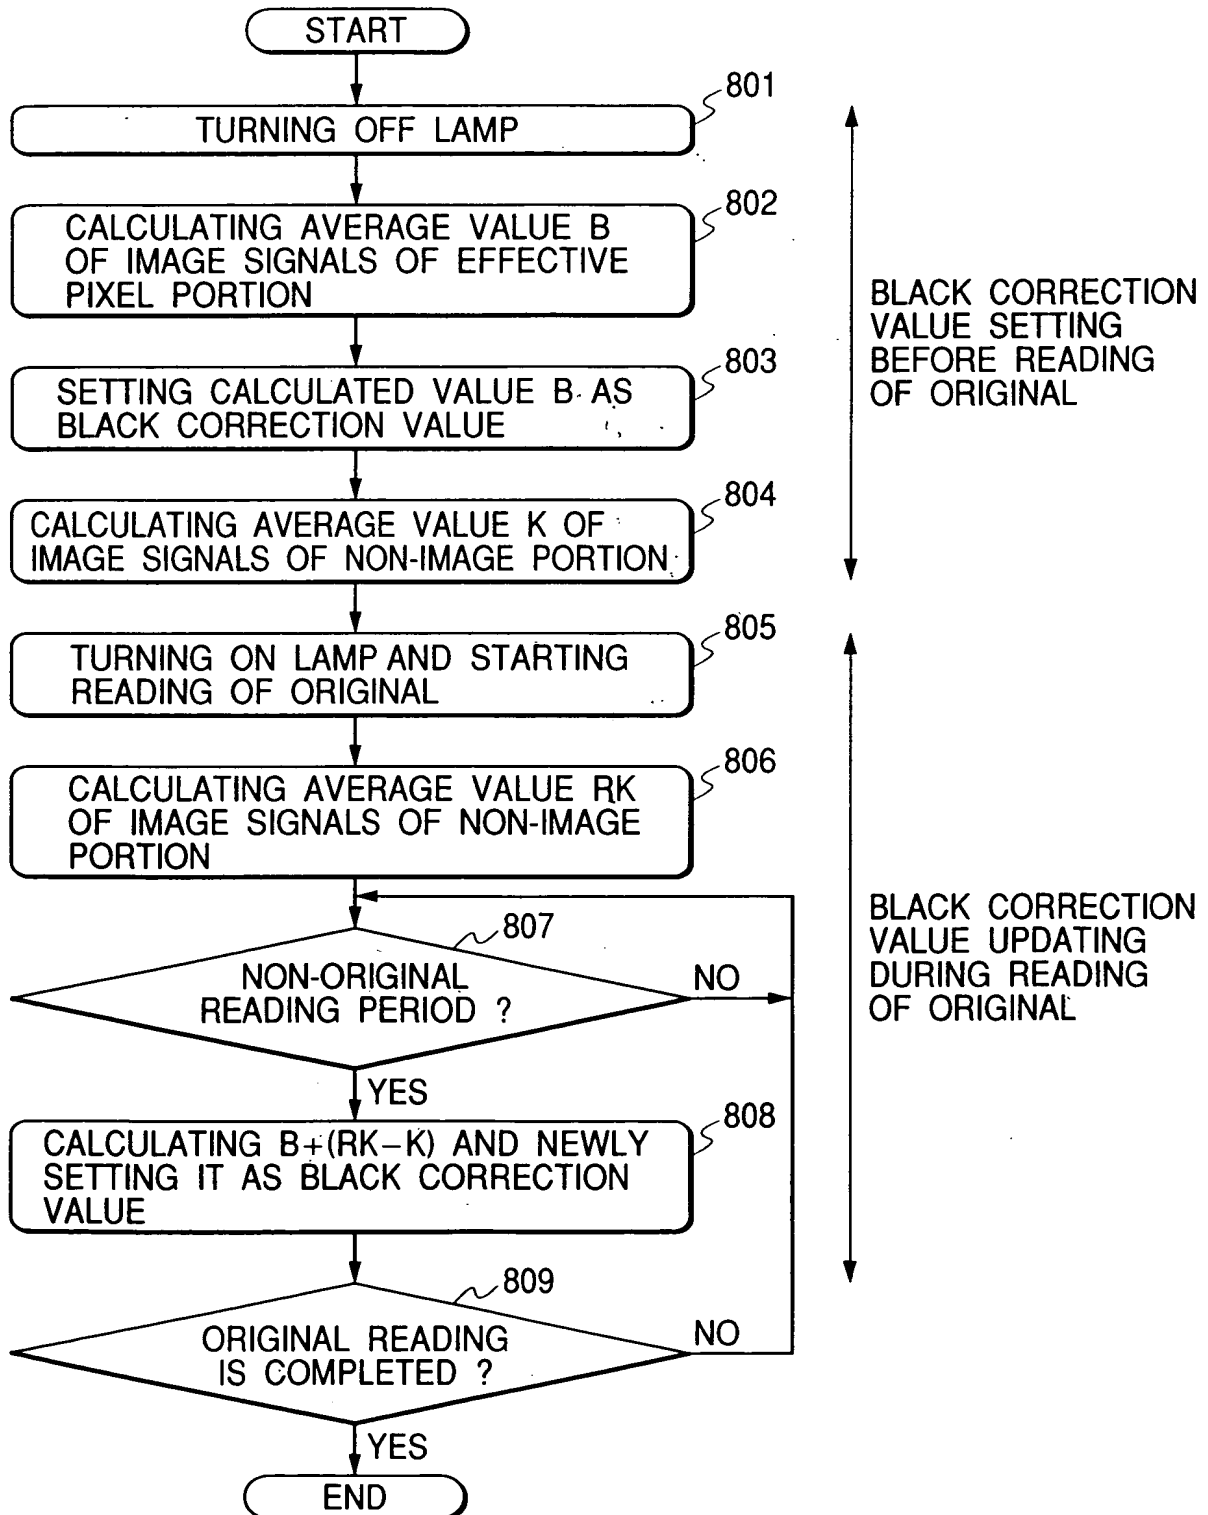 START
801
TURNING OFF LAMP
802
CALCULATING AVERAGE VALUE B
OF IMAGE SIGNALS OF EFFECTIVE
PIXEL PORTION
803
SETTING CALCULATED VALUE B AS
BLACK CORRECTION VALUE
804
CALCULATING AVERAGE VALUE K OF
IMAGE SIGNALS OF NON-IMAGE PORTION
BLACK CORRECTION
VALUE SETTING
BEFORE READING
OF ORIGINAL
805
TURNING ON LAMP AND STARTING
READING OF ORIGINAL
806
CALCULATING AVERAGE VALUE RK
OF IMAGE SIGNALS OF NON-IMAGE
PORTION
807
NON-ORIGINAL
READING PERIOD ?
NO
YES
808
CALCULATING B+(RK−K) AND NEWLY
SETTING IT AS BLACK CORRECTION
VALUE
BLACK CORRECTION
VALUE UPDATING
DURING READING
OF ORIGINAL
809
ORIGINAL READING
IS COMPLETED ?
NO
YES
END